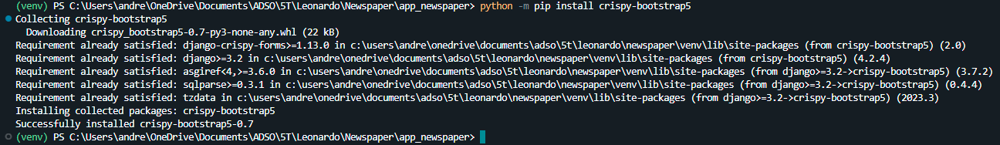 (venv) PS C:\Users\andre\OneDrive\Documents\ADSO\5T\Leonardo\Newspaper\app_newspaper> python -m pip install crispy-bootstrap5
Collecting crispy-bootstrap5
  Downloading crispy_bootstrap5-0.7-py3-none-any.whl (22 kB)
Requirement already satisfied: django-crispy-forms>=1.13.0 in c:\users\andre\onedrive\documents\adso\5t\leonardo\newspaper\venv\lib\site-packages (from crispy-bootstrap5) (2.0)
Requirement already satisfied: django>=3.2 in c:\users\andre\onedrive\documents\adso\5t\leonardo\newspaper\venv\lib\site-packages (from crispy-bootstrap5) (4.2.4)
Requirement already satisfied: asgiref<4,>=3.6.0 in c:\users\andre\onedrive\documents\adso\5t\leonardo\newspaper\venv\lib\site-packages (from django>=3.2->crispy-bootstrap5) (3.7.2)
Requirement already satisfied: sqlparse>=0.3.1 in c:\users\andre\onedrive\documents\adso\5t\leonardo\newspaper\venv\lib\site-packages (from django>=3.2->crispy-bootstrap5) (0.4.4)
Requirement already satisfied: tzdata in c:\users\andre\onedrive\documents\adso\5t\leonardo\newspaper\venv\lib\site-packages (from django>=3.2->crispy-bootstrap5) (2023.3)
Installing collected packages: crispy-bootstrap5
Successfully installed crispy-bootstrap5-0.7
(venv) PS C:\Users\andre\OneDrive\Documents\ADSO\5T\Leonardo\Newspaper\app_newspaper>